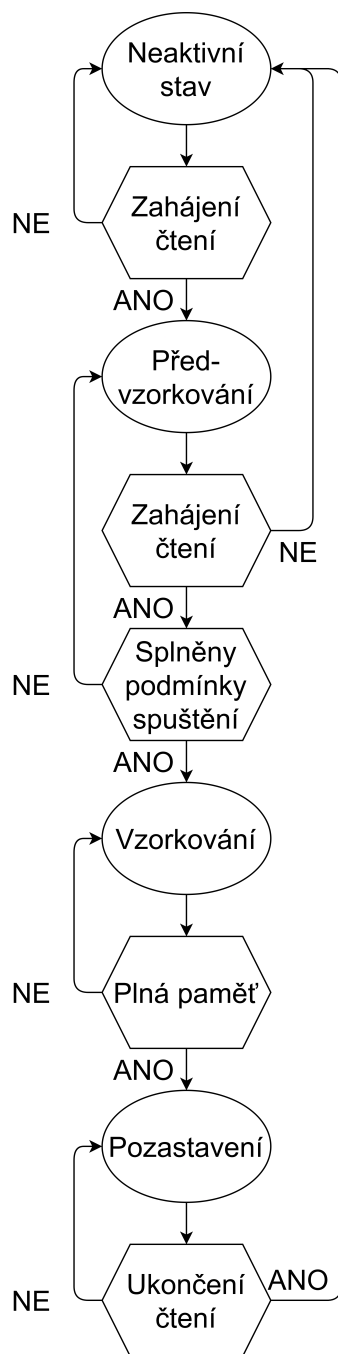 Neaktivní
stav
NE
Zahájení
čtení
ANO
Před-
vzorkování
Zahájení
čtení
NE
ANO
NE
Splněny
podmínky
spuštění
ANO
Vzorkování
NE
Plná paměť
ANO
Pozastavení
NE
Ukončení
čtení
ANO